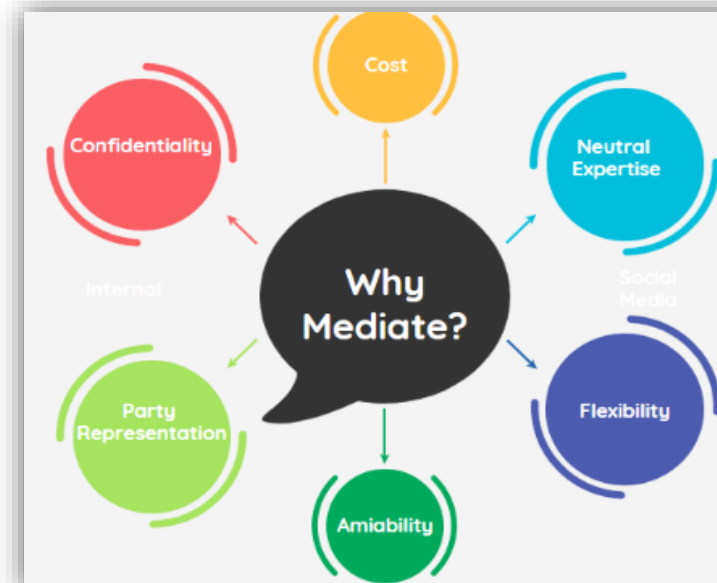 Cost
Confidentiality
Neutral
Expertise
Internal
Social
Media
Why
Mediate?
Party
Representation
Flexibility
Amiability